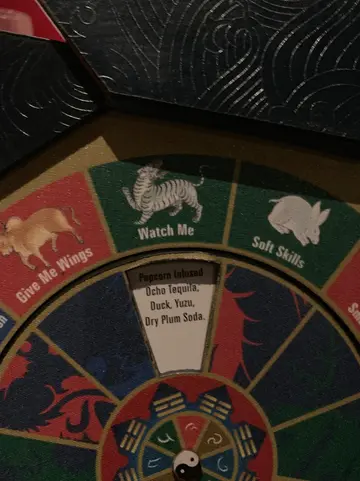 Watch Me
Give Me Wings
Soft Skills
Popcorn Infused
Ocho Tequila,
Duck, Yuzu,
Dry Plum Soda.